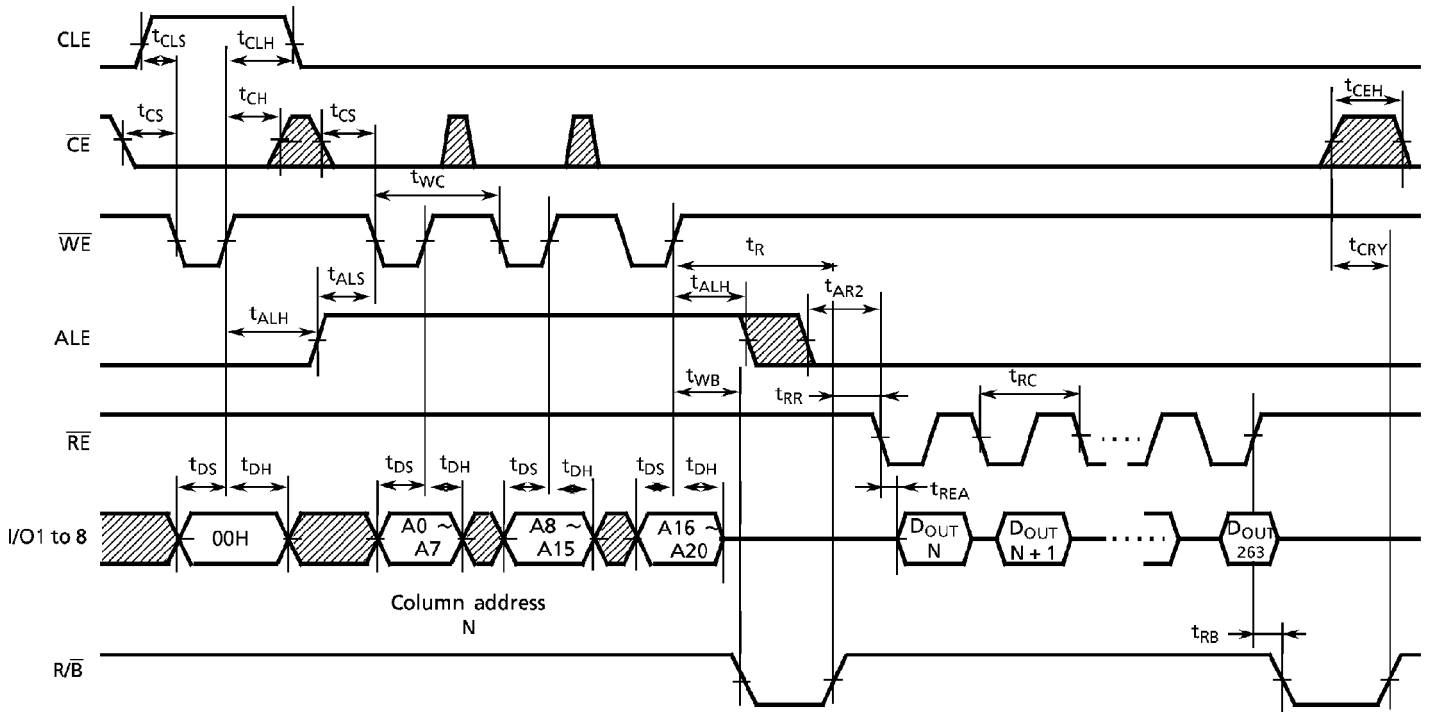 CLE
tCLS
tCLH
tCH
tCS
tCS
tCEH
CE
tWC
WE
tR
tCRY
tALS
tALH
tAR2
tALH
ALE
tWB
tRR
tRC
RE
tDS
tDH
tDS
tDH
tDS
tDH
tDS
tDH
tREA
I/O1 to 8
00H
A0 ~
A7
A8 ~
A15
A16 ~
A20
DOUT
N
DOUT
N + 1
DOUT
263
Column address
N
tRB
R/B